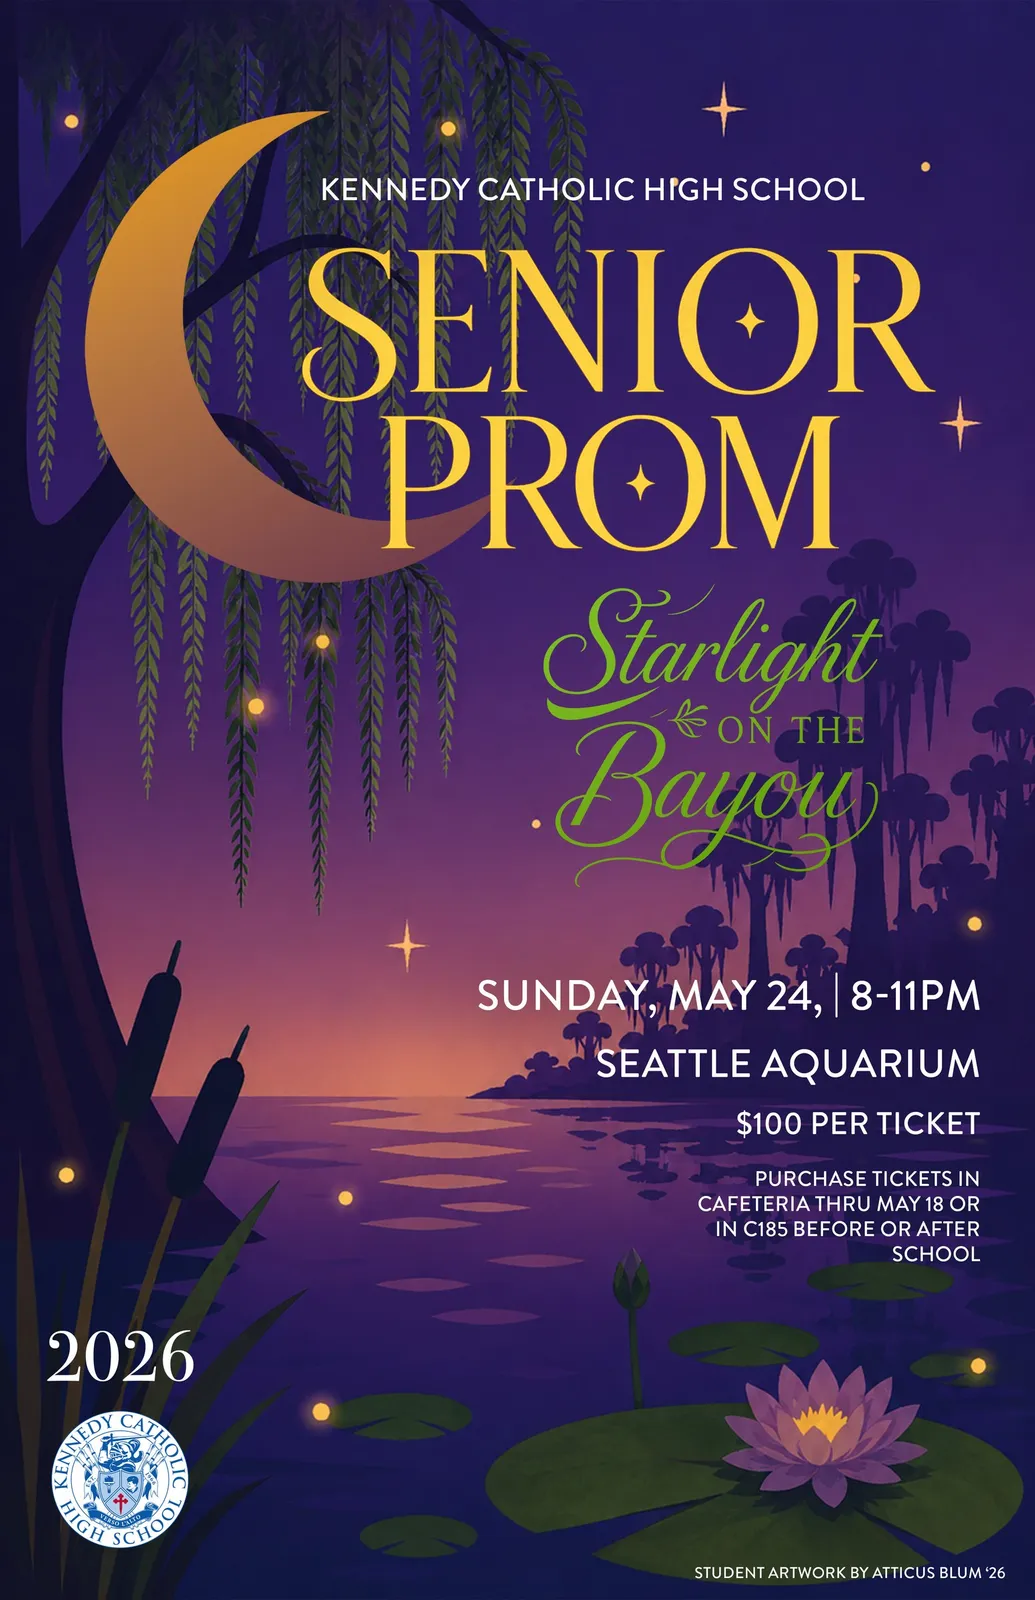 KENNEDY CATHOLIC HIGH SCHOOL
SENIOR
PROM
Starlight
ON THE
Bayou
SUNDAY, MAY 24, | 8-11PM
SEATTLE AQUARIUM
$100 PER TICKET
PURCHASE TICKETS IN
CAFETERIA THRU MAY 18 OR
IN C185 BEFORE OR AFTER
SCHOOL
2026
KENNEDY CATHOLIC
HIGH SCHOOL
VERSO L'ALTO
STUDENT ARTWORK BY ATTICUS BLUM ‘26